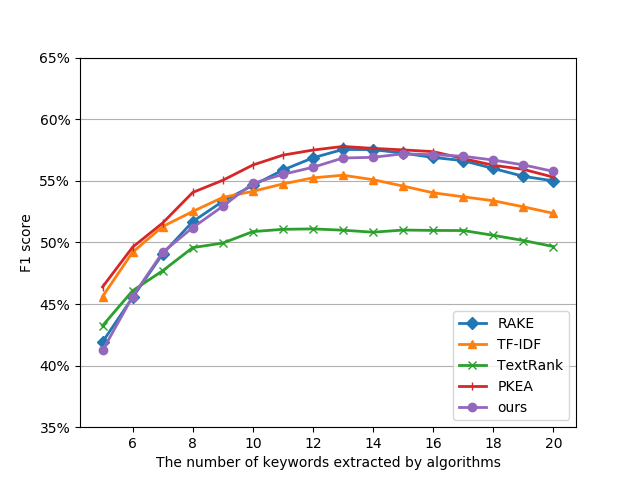 65%
60%
55%
50%
45%
40%
35%
F1 score
RAKE
TF-IDF
TextRank
PKEA
ours
6 8 10 12 14 16 18 20
The number of keywords extracted by algorithms